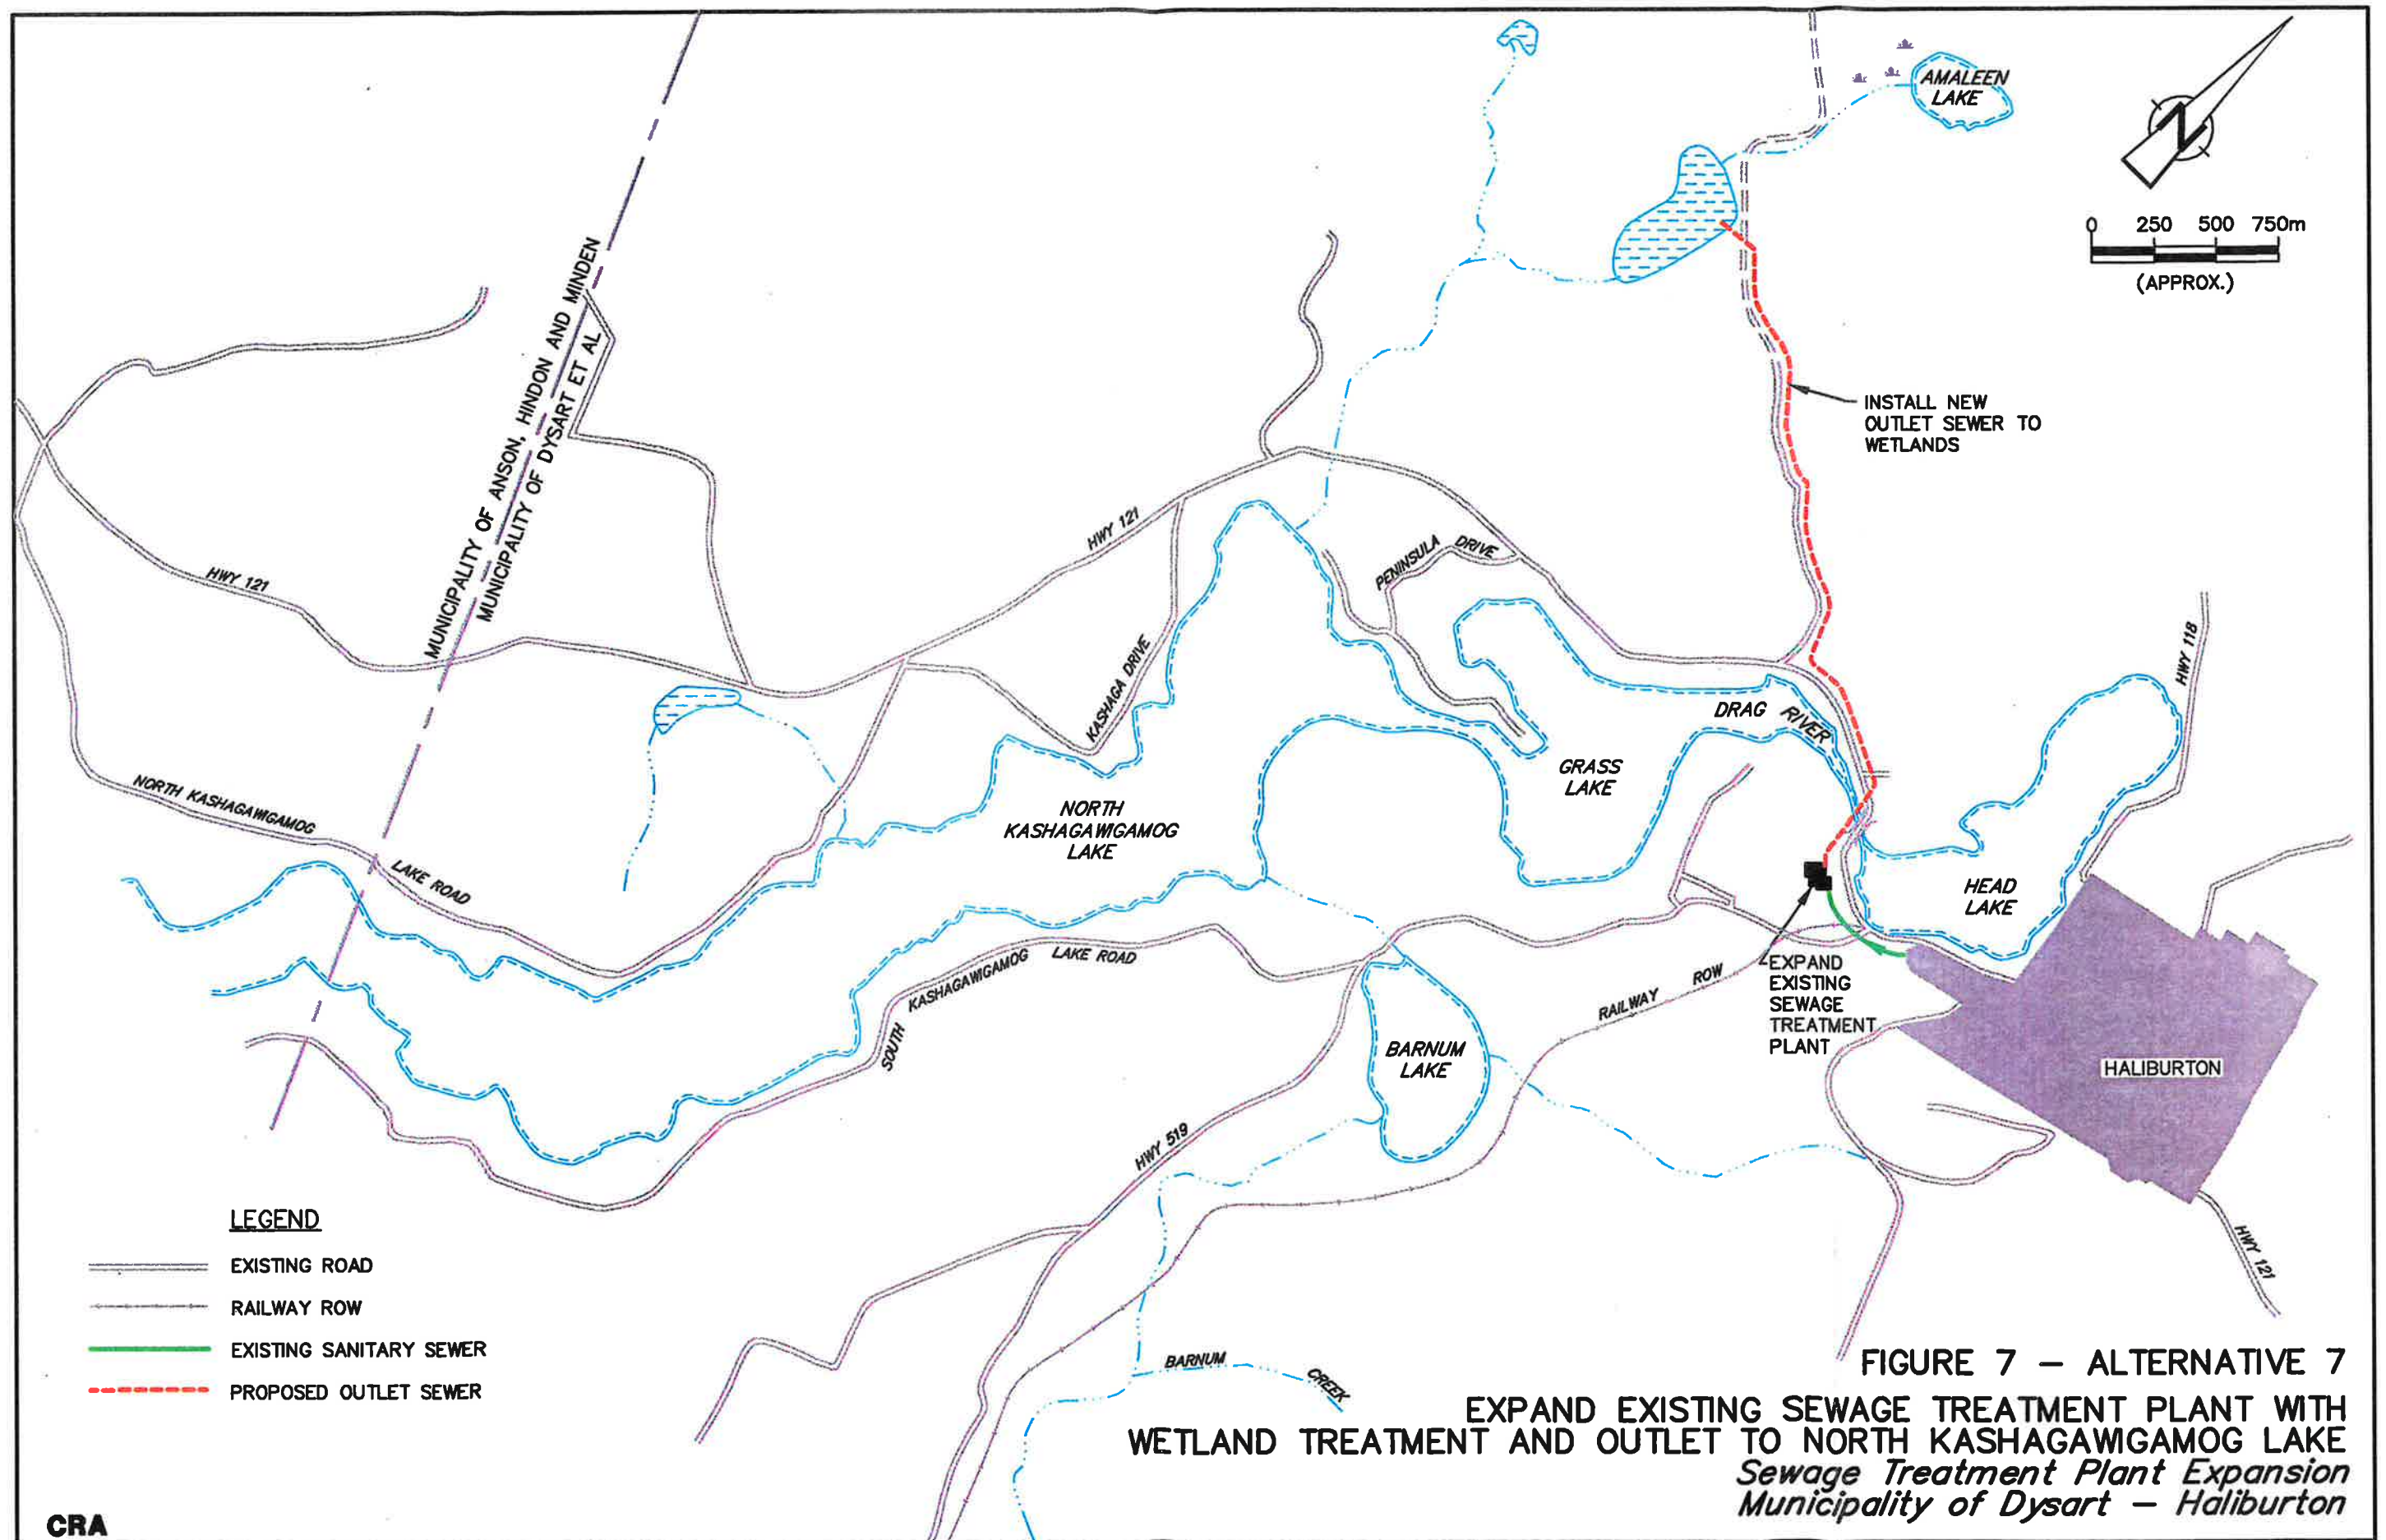 AMALEEN
LAKE
N
0 250 500 750m
(APPROX.)
MUNICIPALITY OF ANSON, HINDON AND MINDEN
MUNICIPALITY OF DYSART ET AL
INSTALL NEW
OUTLET SEWER TO
WETLANDS
HWY 121
HWY 121
PENINSULA DRIVE
KASHAGA DRIVE
HWY 118
DRAG RIVER
GRASS
LAKE
NORTH
KASHAGAWIGAMOG
LAKE
NORTH KASHAGAWIGAMOG LAKE ROAD
HEAD
LAKE
SOUTH KASHAGAWIGAMOG LAKE ROAD
RAILWAY ROW
EXPAND
EXISTING
SEWAGE
TREATMENT
PLANT
BARNUM
LAKE
HALIBURTON
HWY 519
HWY 121
BARNUM CREEK
LEGEND
EXISTING ROAD
RAILWAY ROW
EXISTING SANITARY SEWER
PROPOSED OUTLET SEWER
FIGURE 7 – ALTERNATIVE 7
EXPAND EXISTING SEWAGE TREATMENT PLANT WITH
WETLAND TREATMENT AND OUTLET TO NORTH KASHAGAWIGAMOG LAKE
Sewage Treatment Plant Expansion
Municipality of Dysart – Haliburton
CRA